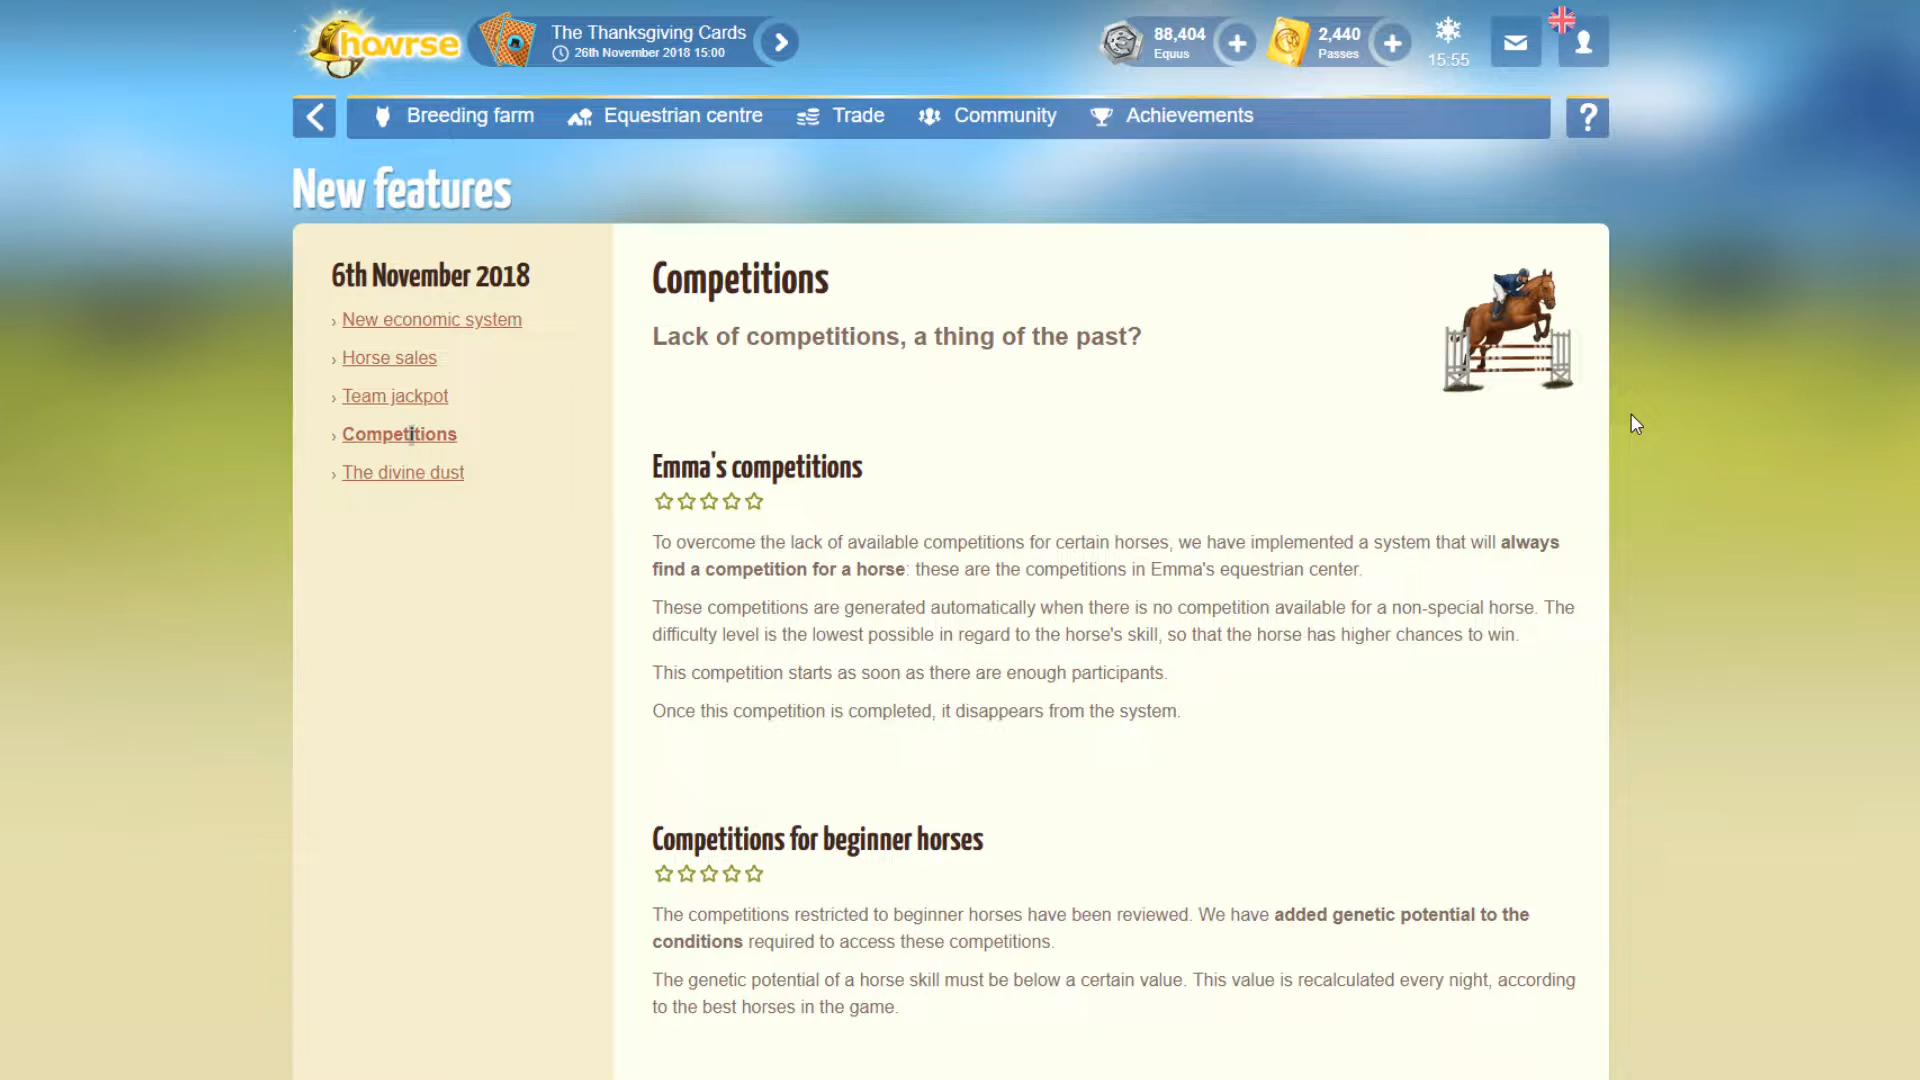 howrse
The Thanksgiving Cards
26th November 2018 15:00
88,404
Equus
2,440
Passes
15:55
Breeding farm
Equestrian centre
Trade
Community
Achievements
?
New features
6th November 2018
› New economic system
› Horse sales
› Team jackpot
› Competitions
› The divine dust
Competitions
Lack of competitions, a thing of the past?
Emma's competitions
To overcome the lack of available competitions for certain horses, we have implemented a system that will always
find a competition for a horse: these are the competitions in Emma's equestrian center.
These competitions are generated automatically when there is no competition available for a non-special horse. The
difficulty level is the lowest possible in regard to the horse's skill, so that the horse has higher chances to win.
This competition starts as soon as there are enough participants.
Once this competition is completed, it disappears from the system.
Competitions for beginner horses
The competitions restricted to beginner horses have been reviewed. We have added genetic potential to the
conditions required to access these competitions.
The genetic potential of a horse skill must be below a certain value. This value is recalculated every night, according
to the best horses in the game.